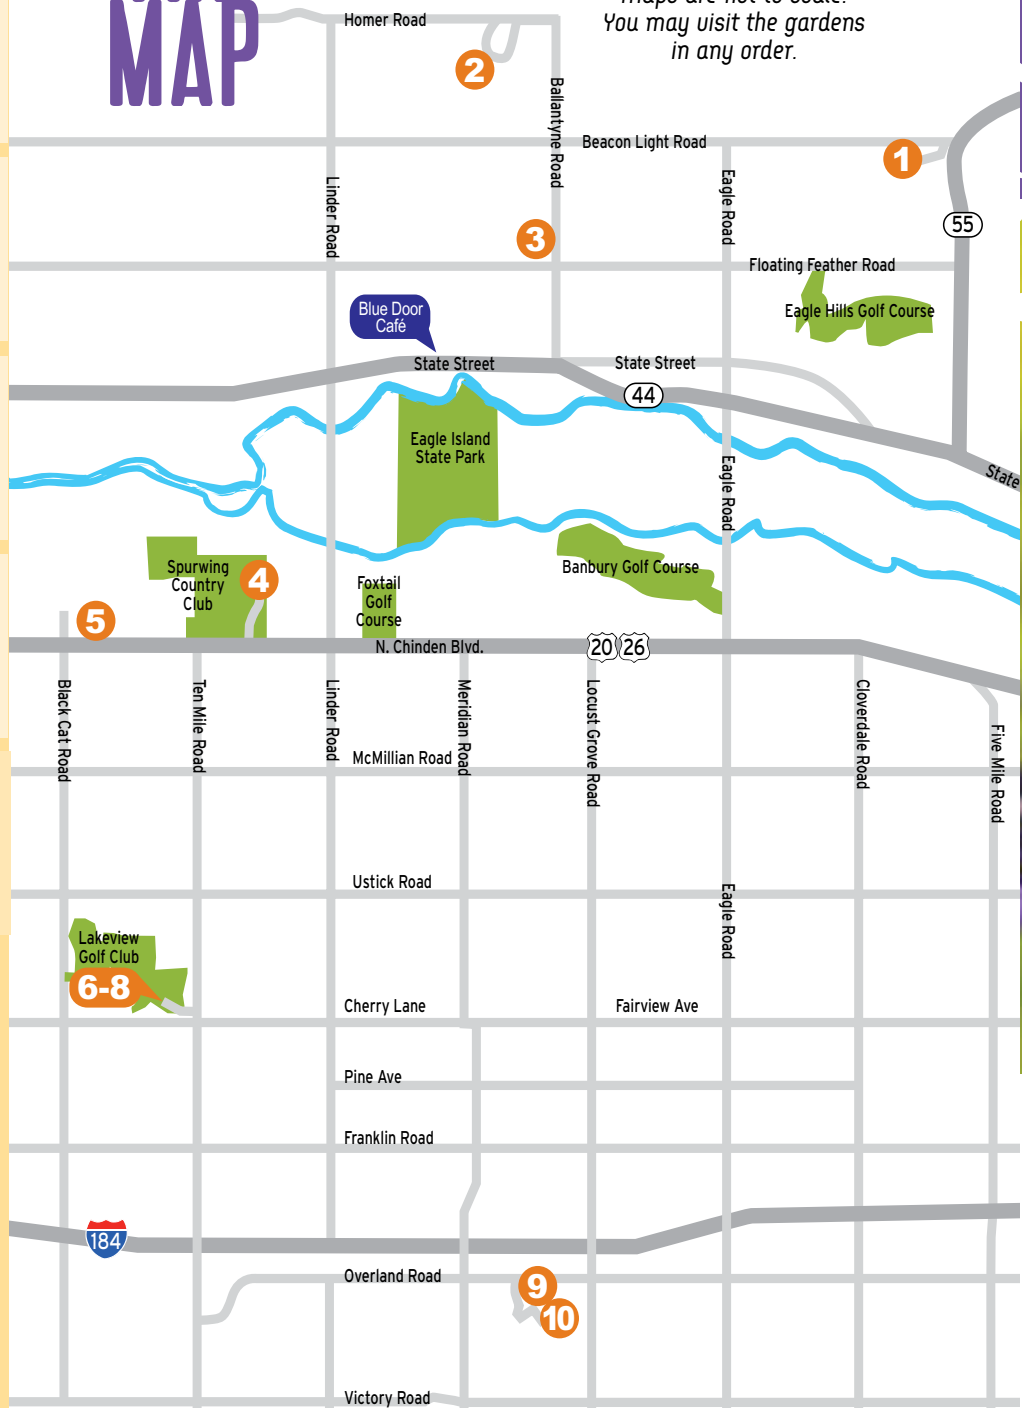 MAP
Maps are not to scale.
You may visit the gardens
in any order.
Homer Road
2
Ballantyne Road
Beacon Light Road
1
Linder Road
Eagle Road
55
3
Floating Feather Road
Eagle Hills Golf Course
Blue Door
Café
State Street
State Street
44
Eagle Island
State Park
Eagle Road
State
Spurwing
Country
Club
4
Foxtail
Golf
Course
Banbury Golf Course
5
N. Chinden Blvd.
20
26
Black Cat Road
Ten Mile Road
Linder Road
Meridian Road
Locust Grove Road
Cloverdale Road
Five Mile Road
McMillian Road
Ustick Road
Eagle Road
Lakeview
Golf Club
6-8
Cherry Lane
Fairview Ave
Pine Ave
Franklin Road
184
Overland Road
9
10
Victory Road